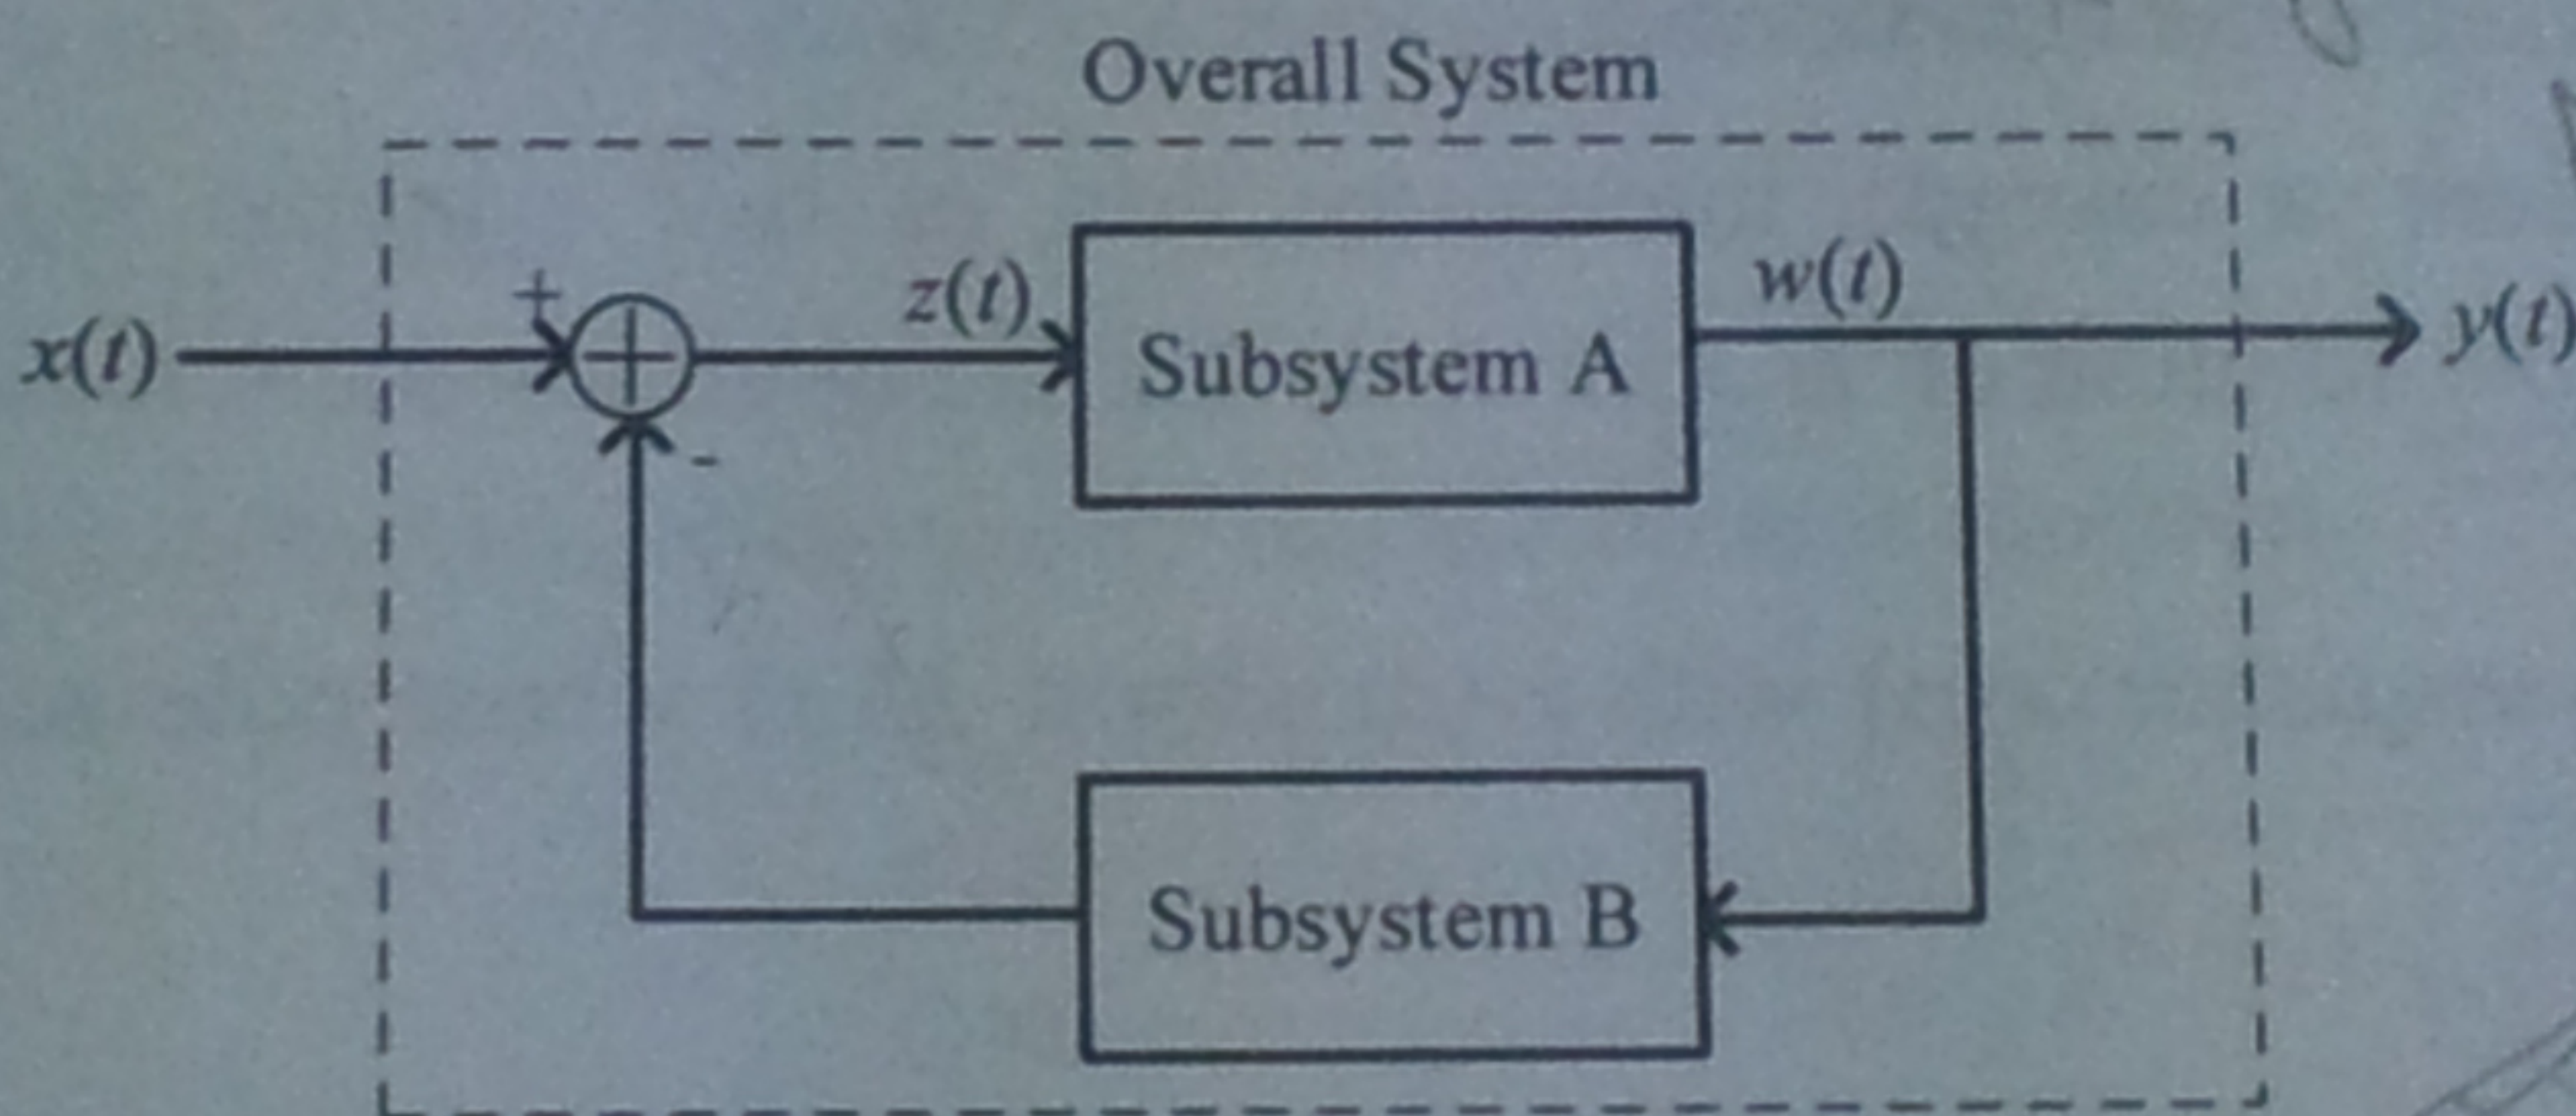 Overall System
x(t)
+
z(t)
Subsystem A
w(t)
y(t)
-
Subsystem B